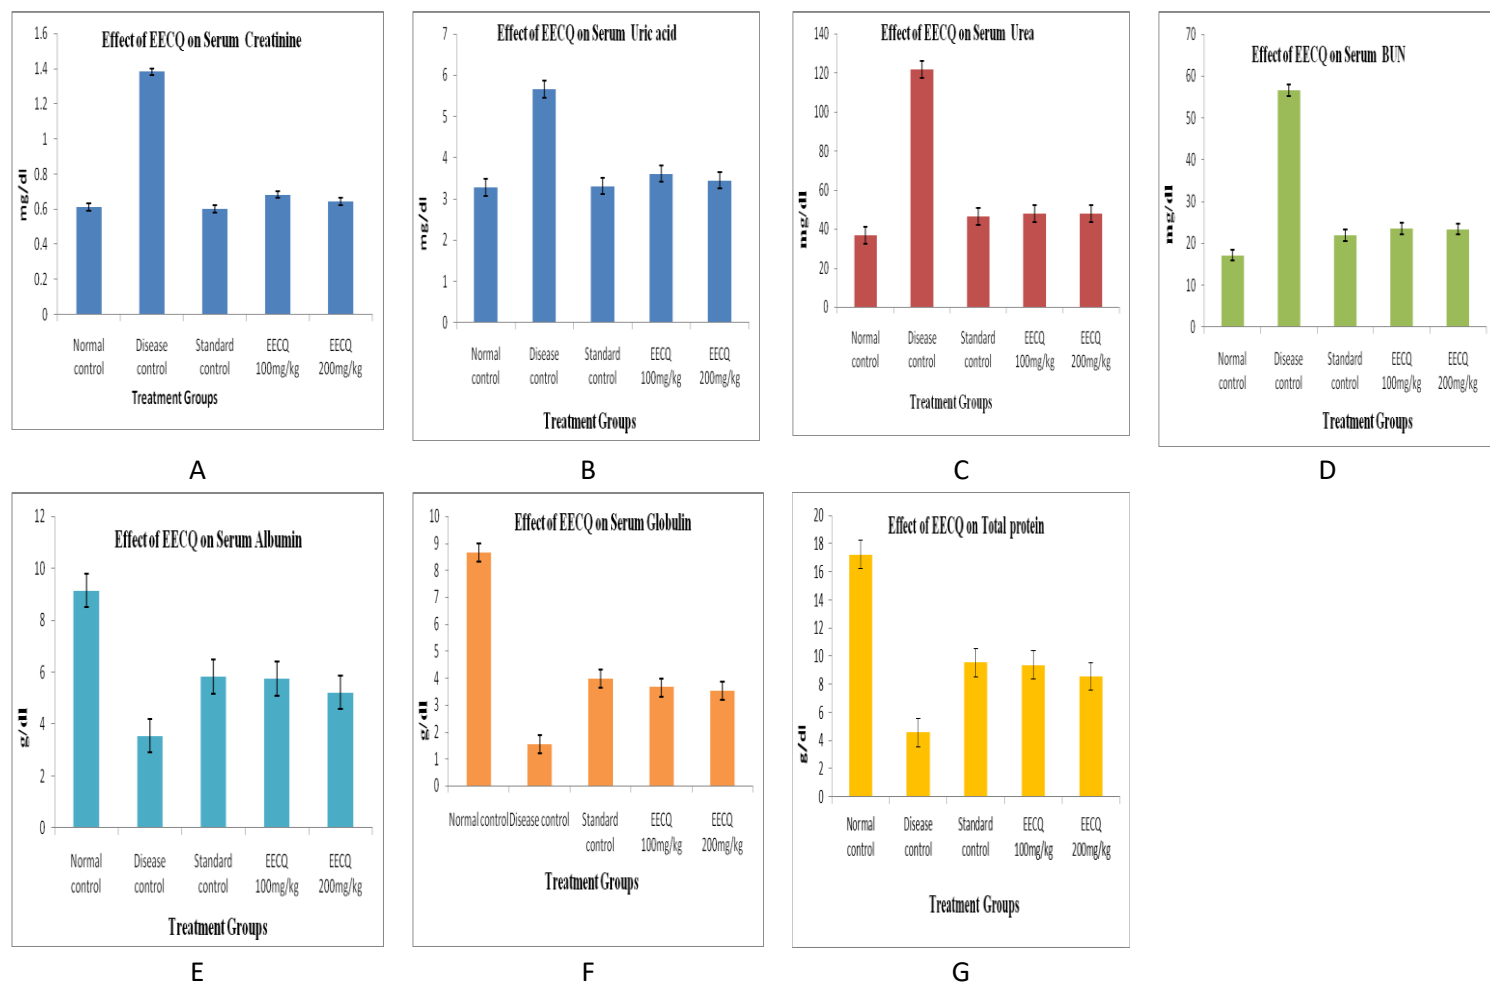 Effect of EECQ on Serum Creatinine
1.6
1.4
1.2
1
0.8
0.6
0.4
0.2
0
mg/dl
Normal control
Disease control
Standard control
EECQ 100mg/kg
EECQ 200mg/kg
Treatment Groups
A
Effect of EECQ on Serum Uric acid
7
6
5
4
3
2
1
0
mg/dl
Normal control
Disease control
Standard control
EECQ 100mg/kg
EECQ 200mg/kg
Treatment Groups
B
Effect of EECQ on Serum Urea
140
120
100
80
60
40
20
0
mg/dl
Normal control
Disease control
Standard control
EECQ 100mg/kg
EECQ 200mg/kg
Treatment Groups
C
Effect of EECQ on Serum BUN
70
60
50
40
30
20
10
0
mg/dl
Normal control
Disease control
Standard control
EECQ 100mg/kg
EECQ 200mg/kg
Treatment Groups
D
Effect of EECQ on Serum Albumin
12
10
8
6
4
2
0
g/dl
Normal control
Disease control
Standard control
EECQ 100mg/kg
EECQ 200mg/kg
Treatment Groups
E
Effect of EECQ on Serum Globulin
10
9
8
7
6
5
4
3
2
1
0
g/dl
Normal control
Disease control
Standard control
EECQ 100mg/kg
EECQ 200mg/kg
Treatment Groups
F
Effect of EECQ on Total protein
20
18
16
14
12
10
8
6
4
2
0
g/dl
Normal control
Disease control
Standard control
EECQ 100mg/kg
EECQ 200mg/kg
Treatment Groups
G